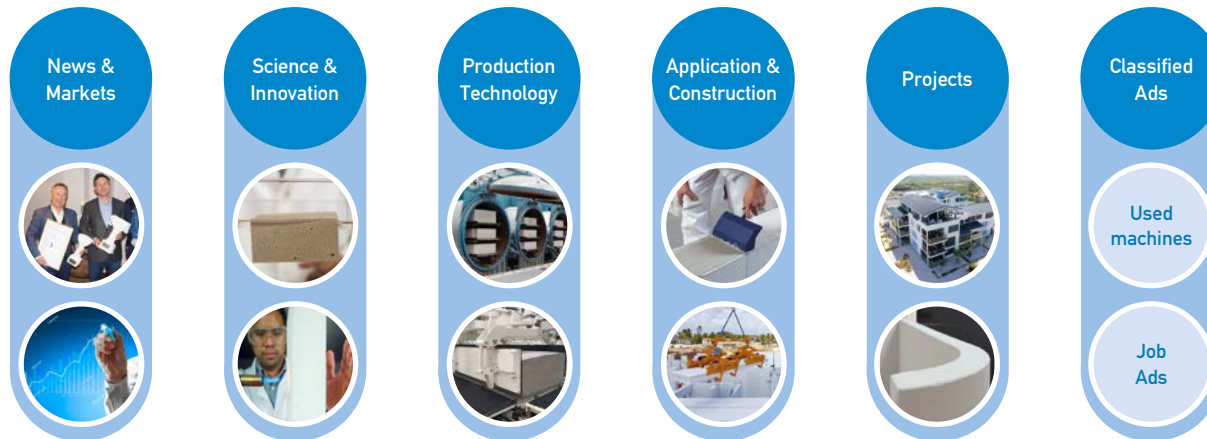 News &
Markets
Science &
Innovation
Production
Technology
Application &
Construction
Projects
Classified
Ads
Used
machines
Job
Ads